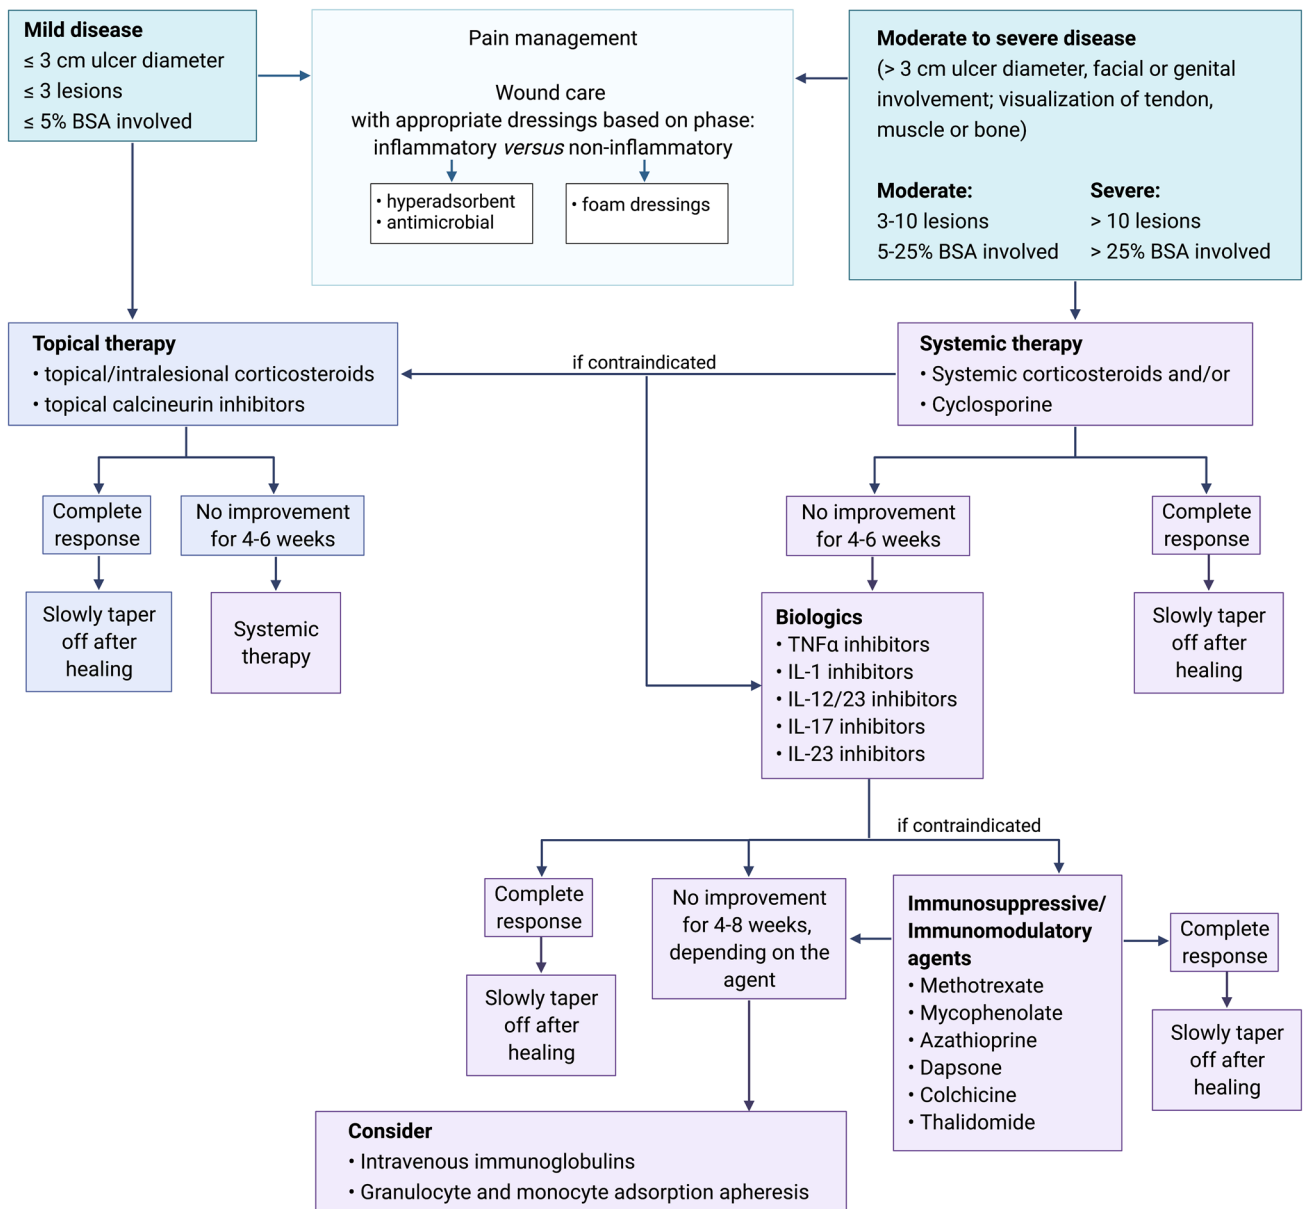 Mild disease
≤ 3 cm ulcer diameter
≤ 3 lesions
≤ 5% BSA involved
Pain management
Wound care
with appropriate dressings based on phase:
inflammatory versus non-inflammatory
• hyperadsorbent
• antimicrobial
• foam dressings
Moderate to severe disease
(> 3 cm ulcer diameter, facial or genital
involvement; visualization of tendon,
muscle or bone)
Moderate:
3-10 lesions
5-25% BSA involved
Severe:
> 10 lesions
> 25% BSA involved
Topical therapy
• topical/intralesional corticosteroids
• topical calcineurin inhibitors
if contraindicated
Systemic therapy
• Systemic corticosteroids and/or
• Cyclosporine
Complete
response
No improvement
for 4-6 weeks
Slowly taper
off after
healing
Systemic
therapy
No improvement
for 4-6 weeks
Complete
response
Biologics
• TNFα inhibitors
• IL-1 inhibitors
• IL-12/23 inhibitors
• IL-17 inhibitors
• IL-23 inhibitors
Slowly taper
off after
healing
if contraindicated
Complete
response
Slowly taper
off after
healing
No improvement
for 4-8 weeks,
depending on the
agent
Immunosuppressive/
Immunomodulatory
agents
• Methotrexate
• Mycophenolate
• Azathioprine
• Dapsone
• Colchicine
• Thalidomide
Complete
response
Slowly taper
off after
healing
Consider
• Intravenous immunoglobulins
• Granulocyte and monocyte adsorption apheresis